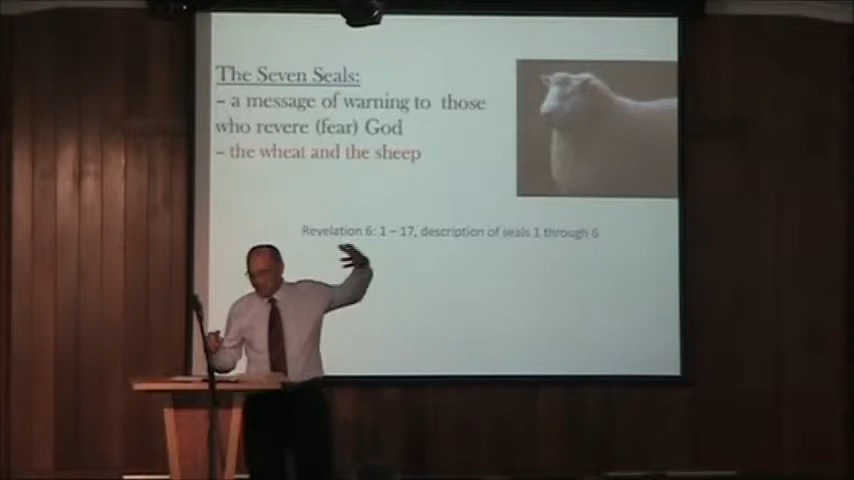 The Seven Seals:
– a message of warning to those
who revere (fear) God
– the wheat and the sheep
Revelation 6: 1 – 17, description of seals 1 through 6